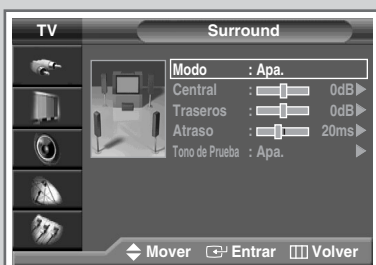 TV
Surround
Modo : Apa.
Central : 0dB
Traseros : 0dB
Atraso : 20ms
Tono de Prueba : Apa.
Mover Entrar Volver